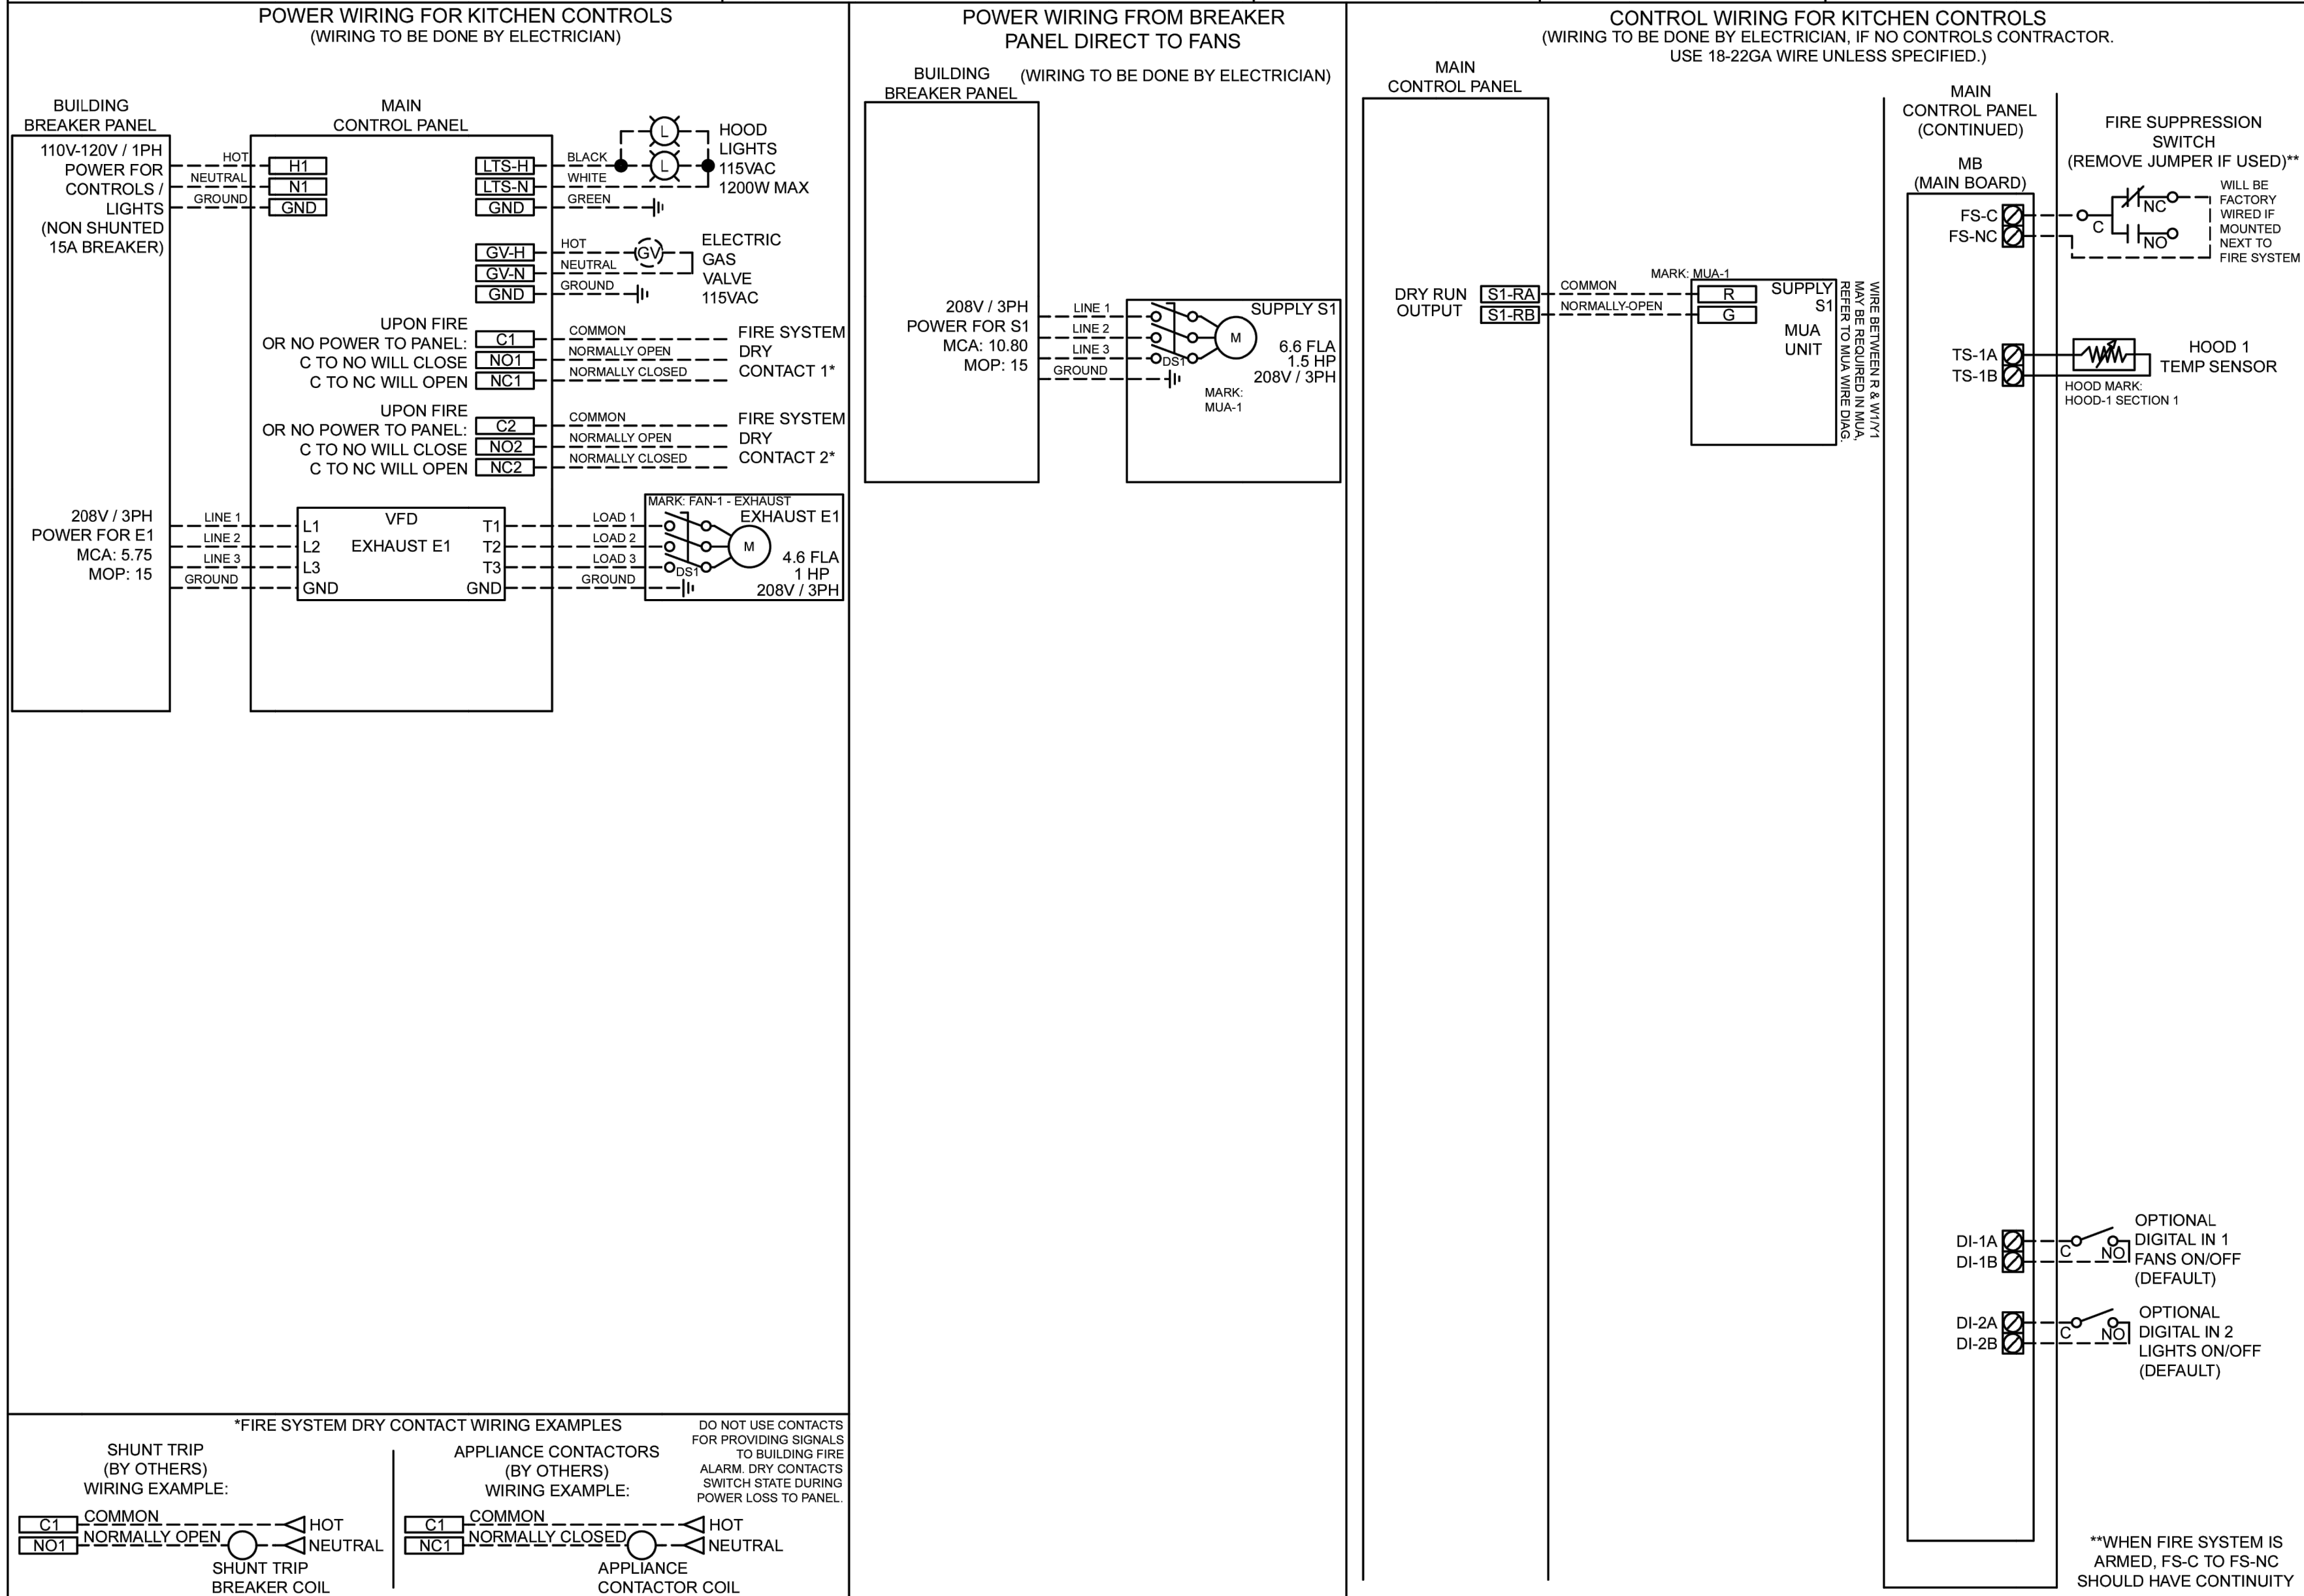 POWER WIRING FOR KITCHEN CONTROLS
(WIRING TO BE DONE BY ELECTRICIAN)
BUILDING
BREAKER PANEL
MAIN
CONTROL PANEL
110V-120V / 1PH
POWER FOR
CONTROLS /
LIGHTS
(NON SHUNTED
15A BREAKER)
HOT
NEUTRAL
GROUND
H1
N1
GND
LTS-H
LTS-N
GND
BLACK
WHITE
GREEN
L
L
HOOD
LIGHTS
115VAC
1200W MAX
GV-H
GV-N
GND
HOT
NEUTRAL
GROUND
GV
ELECTRIC
GAS
VALVE
115VAC
UPON FIRE
OR NO POWER TO PANEL:
C TO NO WILL CLOSE
C TO NC WILL OPEN
C1
NO1
NC1
COMMON
NORMALLY OPEN
NORMALLY CLOSED
FIRE SYSTEM
DRY
CONTACT 1*
UPON FIRE
OR NO POWER TO PANEL:
C TO NO WILL CLOSE
C TO NC WILL OPEN
C2
NO2
NC2
COMMON
NORMALLY OPEN
NORMALLY CLOSED
FIRE SYSTEM
DRY
CONTACT 2*
208V / 3PH
POWER FOR E1
MCA: 5.75
MOP: 15
LINE 1
LINE 2
LINE 3
GROUND
L1
L2
L3
GND
VFD
EXHAUST E1
T1
T2
T3
GND
LOAD 1
LOAD 2
LOAD 3
GROUND
MARK: FAN-1 - EXHAUST
EXHAUST E1
M
DS1
4.6 FLA
1 HP
208V / 3PH
*FIRE SYSTEM DRY CONTACT WIRING EXAMPLES
SHUNT TRIP
(BY OTHERS)
WIRING EXAMPLE:
C1
NO1
COMMON
NORMALLY OPEN
HOT
NEUTRAL
SHUNT TRIP
BREAKER COIL
APPLIANCE CONTACTORS
(BY OTHERS)
WIRING EXAMPLE:
C1
NC1
COMMON
NORMALLY CLOSED
HOT
NEUTRAL
APPLIANCE
CONTACTOR COIL
DO NOT USE CONTACTS
FOR PROVIDING SIGNALS
TO BUILDING FIRE
ALARM. DRY CONTACTS
SWITCH STATE DURING
POWER LOSS TO PANEL.
POWER WIRING FROM BREAKER
PANEL DIRECT TO FANS
(WIRING TO BE DONE BY ELECTRICIAN)
BUILDING
BREAKER PANEL
208V / 3PH
POWER FOR S1
MCA: 10.80
MOP: 15
LINE 1
LINE 2
LINE 3
GROUND
SUPPLY S1
M
DS1
6.6 FLA
1.5 HP
208V / 3PH
MARK:
MUA-1
CONTROL WIRING FOR KITCHEN CONTROLS
(WIRING TO BE DONE BY ELECTRICIAN, IF NO CONTROLS CONTRACTOR.
USE 18-22GA WIRE UNLESS SPECIFIED.)
MAIN
CONTROL PANEL
DRY RUN
OUTPUT
S1-RA
S1-RB
COMMON
NORMALLY-OPEN
MARK: MUA-1
R
G
SUPPLY
S1
MUA
UNIT
WIRE BETWEEN R & W1/Y1
MAY BE REQUIRED IN MUA,
REFER TO MUA WIRE DIAG.
MAIN
CONTROL PANEL
(CONTINUED)
MB
(MAIN BOARD)
FS-C
FS-NC
FIRE SUPPRESSION
SWITCH
(REMOVE JUMPER IF USED)**
C
NC
NO
WILL BE
FACTORY
WIRED IF
MOUNTED
NEXT TO
FIRE SYSTEM
TS-1A
TS-1B
HOOD 1
TEMP SENSOR
HOOD MARK:
HOOD-1 SECTION 1
DI-1A
DI-1B
C
NO
OPTIONAL
DIGITAL IN 1
FANS ON/OFF
(DEFAULT)
DI-2A
DI-2B
C
NO
OPTIONAL
DIGITAL IN 2
LIGHTS ON/OFF
(DEFAULT)
**WHEN FIRE SYSTEM IS
ARMED, FS-C TO FS-NC
SHOULD HAVE CONTINUITY